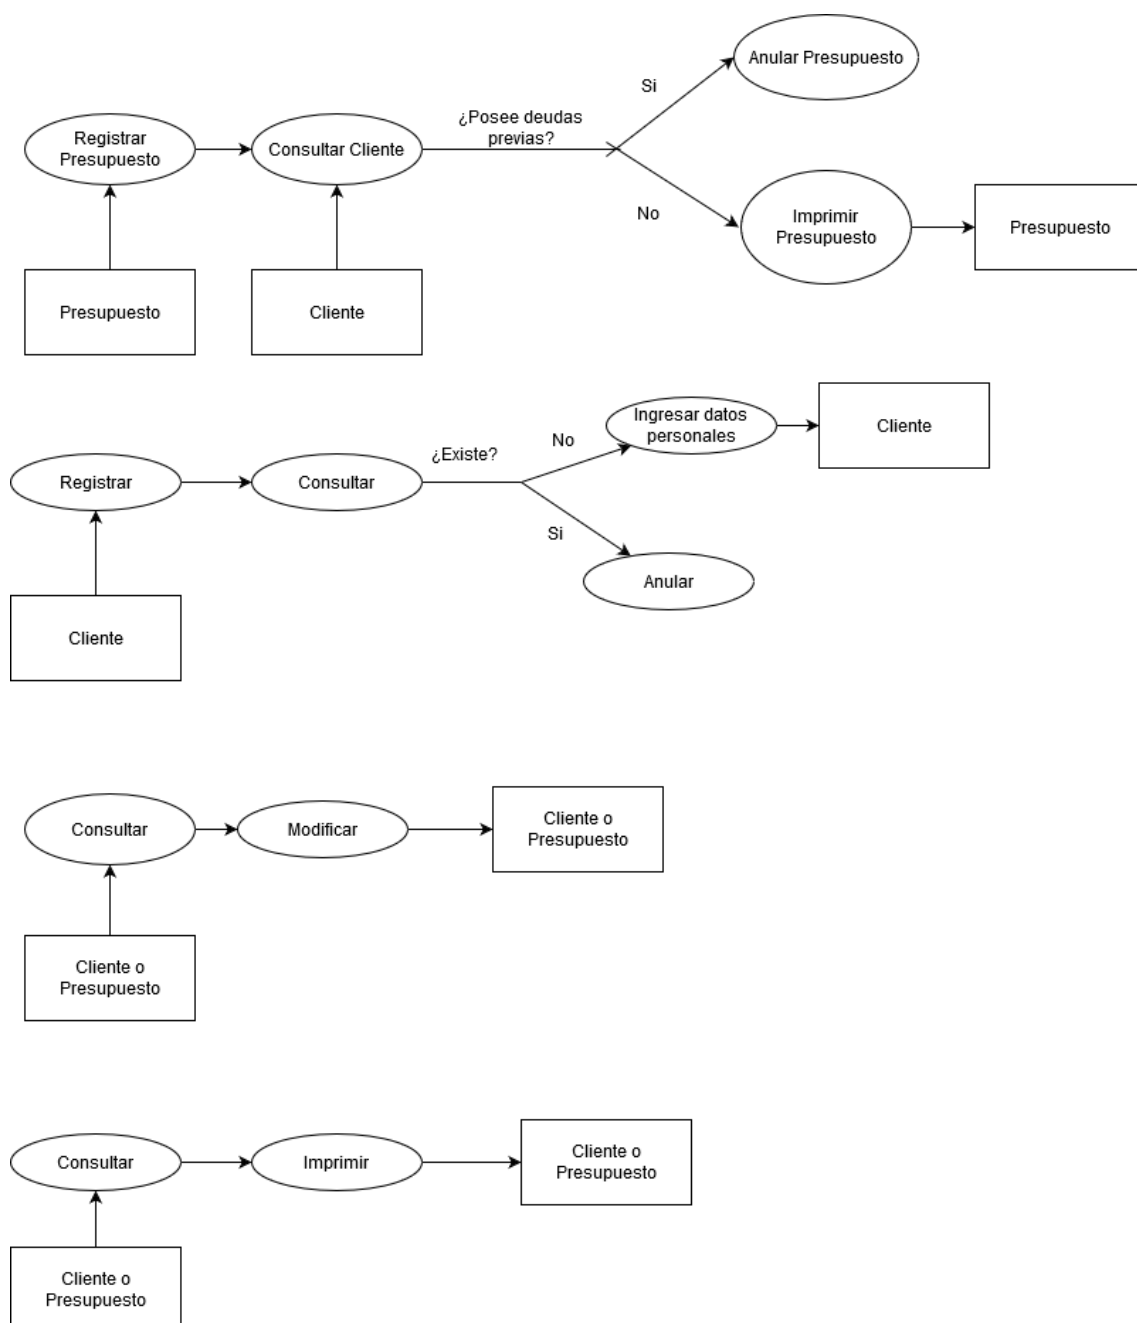 Anular Presupuesto
Si
¿Posee deudas
previas?
Registrar
Presupuesto
Consultar Cliente
No
Imprimir
Presupuesto
Presupuesto
Presupuesto
Cliente
Ingresar datos
personales
Cliente
No
¿Existe?
Registrar
Consultar
Si
Anular
Cliente
Consultar
Modificar
Cliente o
Presupuesto
Cliente o
Presupuesto
Consultar
Imprimir
Cliente o
Presupuesto
Cliente o
Presupuesto